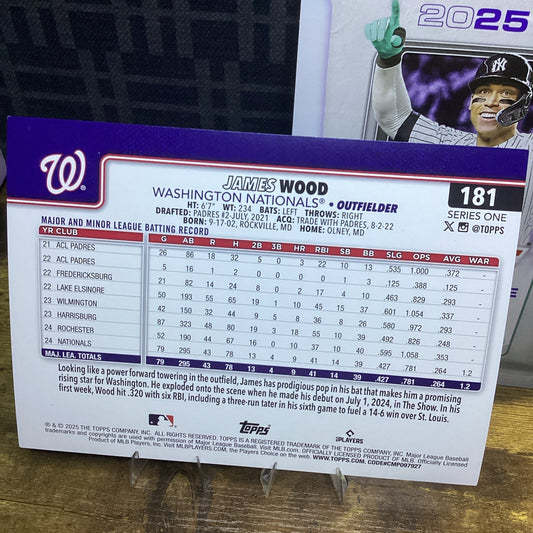 2025
W
JAMES WOOD
WASHINGTON NATIONALS® • OUTFIELDER
181
SERIES ONE
X @TOPPS
HT: 6'7" WT: 234 BATS: LEFT THROWS: RIGHT
DRAFTED: PADRES #2-JULY, 2021 ACQ: TRADE WITH PADRES, 8-2-22
BORN: 9-17-02, ROCKVILLE, MD HOME: OLNEY, MD
MAJOR AND MINOR LEAGUE BATTING RECORD
YR CLUB G AB R H 2B 3B HR RBI SB BB SLG OPS AVG WAR
21 ACL PADRES 26 86 18 32 5 0 3 22 10 13 .535 1.000 .372 -
22 ACL PADRES 5 16 1 2 0 0 0 1 0 3 .125 .388 .125 -
22 FREDERICKSBURG 21 82 14 24 8 0 2 17 4 10 .463 .829 .293 -
22 LAKE ELSINORE 50 193 55 65 19 1 10 45 15 37 .601 1.054 .337 -
23 WILMINGTON 42 150 32 44 9 5 8 36 8 26 .580 .972 .293 -
23 HARRISBURG 87 323 48 80 19 3 18 55 10 39 .492 .826 .248 -
24 ROCHESTER 52 190 44 67 16 0 10 37 10 40 .595 1.058 .353 -
24 NATIONALS 79 295 43 78 13 4 9 41 14 39 .427 .781 .264 1.2
MAJ. LEA. TOTALS 79 295 43 78 13 4 9 41 14 39 .427 .781 .264 1.2
Looking like a power forward towering in the outfield, James has prodigious pop in his bat that makes him a promising
rising star for Washington. He exploded onto the scene when he made his debut on July 1, 2024, in The Show. In his
first week, Wood hit .320 with six RBI, including a three-run tater in his sixth game to fuel a 14-6 win over St. Louis.
Topps
PLAYERS
® & © 2025 THE TOPPS COMPANY, INC. ALL RIGHTS RESERVED. TOPPS IS A REGISTERED TRADEMARK OF THE TOPPS COMPANY, INC. Major League Baseball
trademarks and copyrights are used with permission of Major League Baseball. Visit MLB.com. OFFICIALLY LICENSED PRODUCT OF MLB PLAYERS, INC. Officially Licensed
Product of MLB Players, Inc. Visit MLBPLAYERS.com, the Players Choice on the web. WWW.TOPPS.COM. CODE#CMP097927